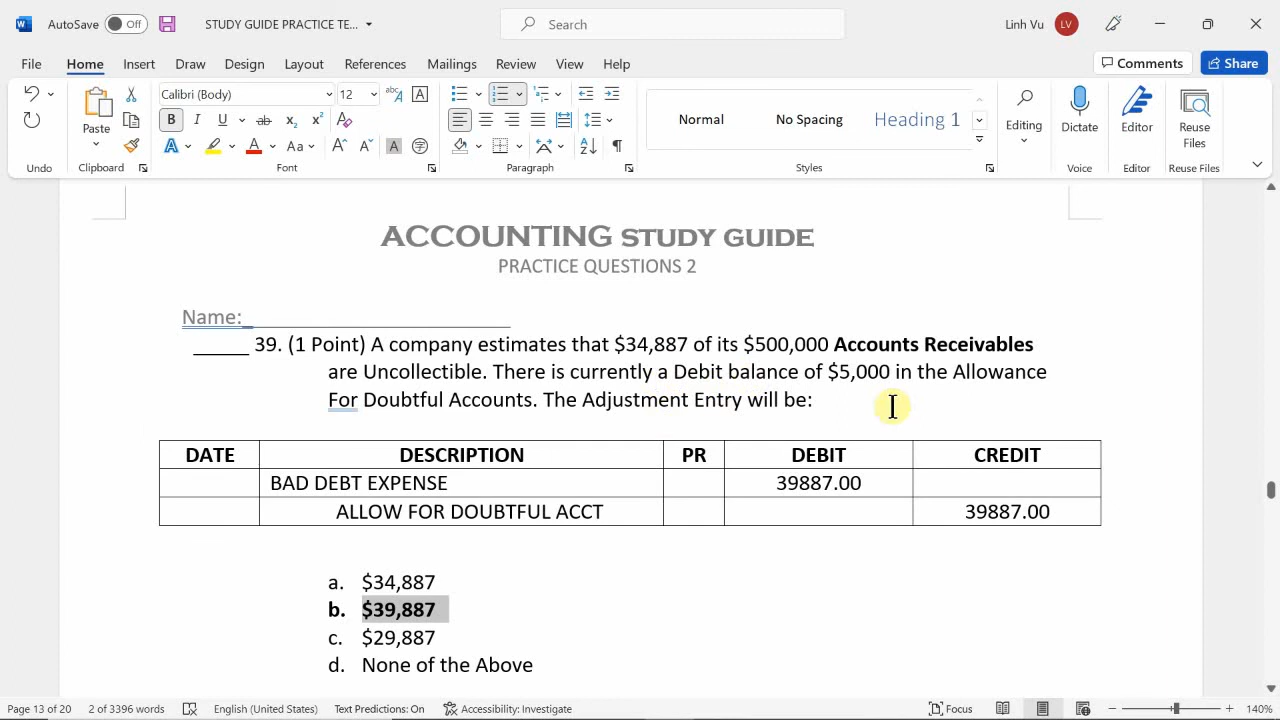 AutoSave Off STUDY GUIDE PRACTICE TE... Search Linh Vu LV
File Home Insert Draw Design Layout References Mailings Review View Help Comments Share
Calibri (Body) 12
Paste
B I U ab x₂ x²
A A Aa A A A
Normal No Spacing Heading 1
Editing Dictate Editor Reuse Files
Undo Clipboard Font Paragraph Styles Voice Editor Reuse Files
ACCOUNTING STUDY GUIDE
PRACTICE QUESTIONS 2
Name:_
_____ 39. (1 Point) A company estimates that $34,887 of its $500,000 Accounts Receivables
are Uncollectible. There is currently a Debit balance of $5,000 in the Allowance
For Doubtful Accounts. The Adjustment Entry will be:
DATE DESCRIPTION PR DEBIT CREDIT
BAD DEBT EXPENSE 39887.00
ALLOW FOR DOUBTFUL ACCT 39887.00
a. $34,887
b. $39,887
c. $29,887
d. None of the Above
Page 13 of 20 2 of 3396 words English (United States) Text Predictions: On Accessibility: Investigate Focus 140%